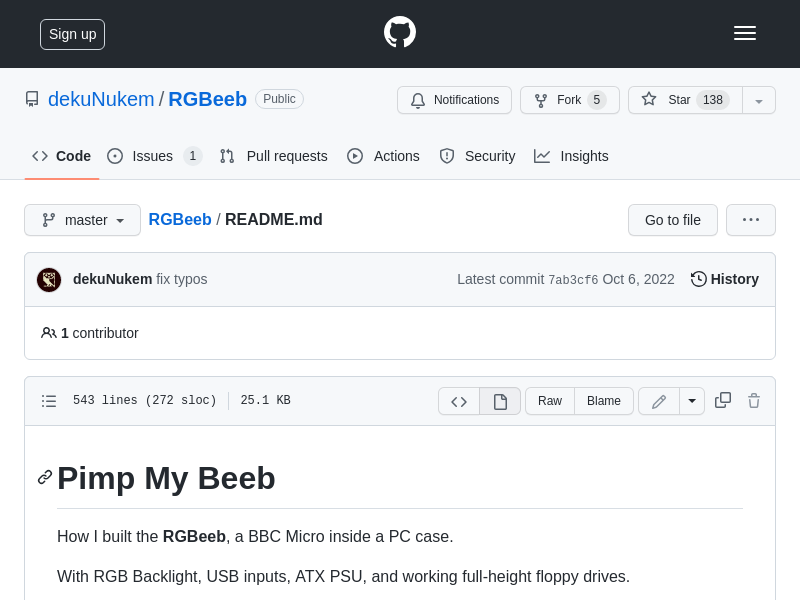 Sign up
dekuNukem / RGBeeb Public
Notifications
Fork 5
Star 138
Code
Issues 1
Pull requests
Actions
Security
Insights
master
RGBeeb / README.md
Go to file
dekuNukem fix typos
Latest commit 7ab3cf6 Oct 6, 2022
History
1 contributor
543 lines (272 sloc)
25.1 KB
Raw
Blame
Pimp My Beeb
How I built the RGBeeb, a BBC Micro inside a PC case.
With RGB Backlight, USB inputs, ATX PSU, and working full-height floppy drives.